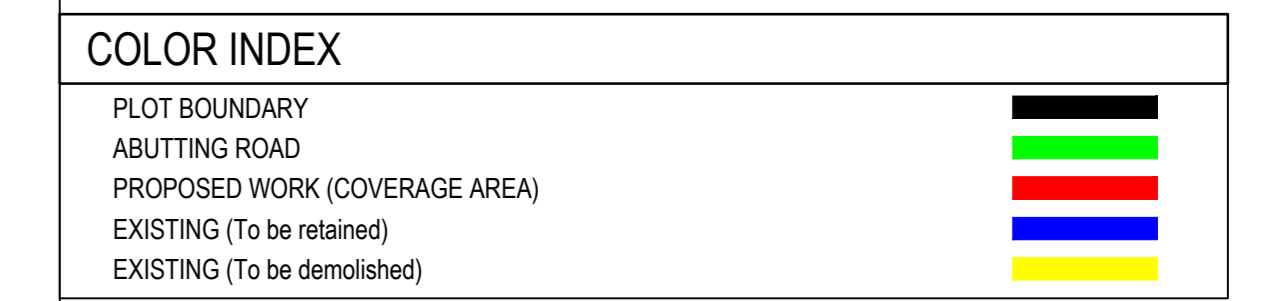 COLOR INDEX
PLOT BOUNDARY
ABUTTING ROAD
PROPOSED WORK (COVERAGE AREA)
EXISTING (To be retained)
EXISTING (To be demolished)